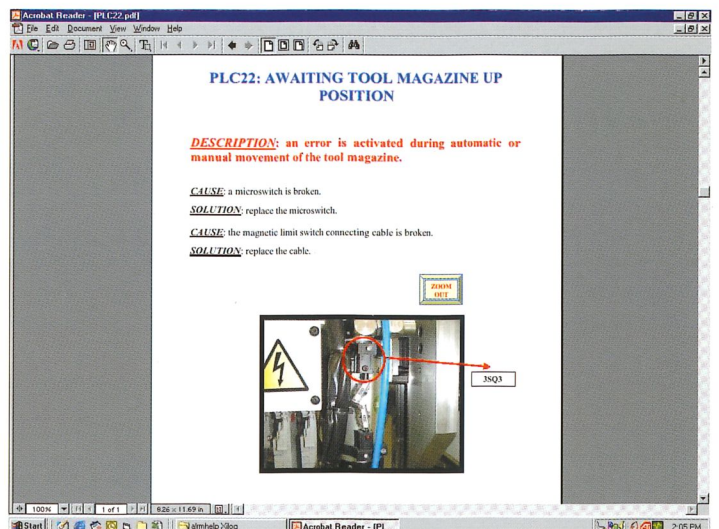 Acrobat Reader - [PLC22.pdf]
File Edit Document View Window Help
PLC22: AWAITING TOOL MAGAZINE UP
POSITION
DESCRIPTION: an error is activated during automatic or
manual movement of the tool magazine.
CAUSE: a microswitch is broken.
SOLUTION: replace the microswitch.
CAUSE: the magnetic limit switch connecting cable is broken.
SOLUTION: replace the cable.
ZOOM
OUT
3SQ3
100% 1 of 1 8.26 x 11.69 in
Start almhelp Xilog Acrobat Reader - [PL... 2:05 PM